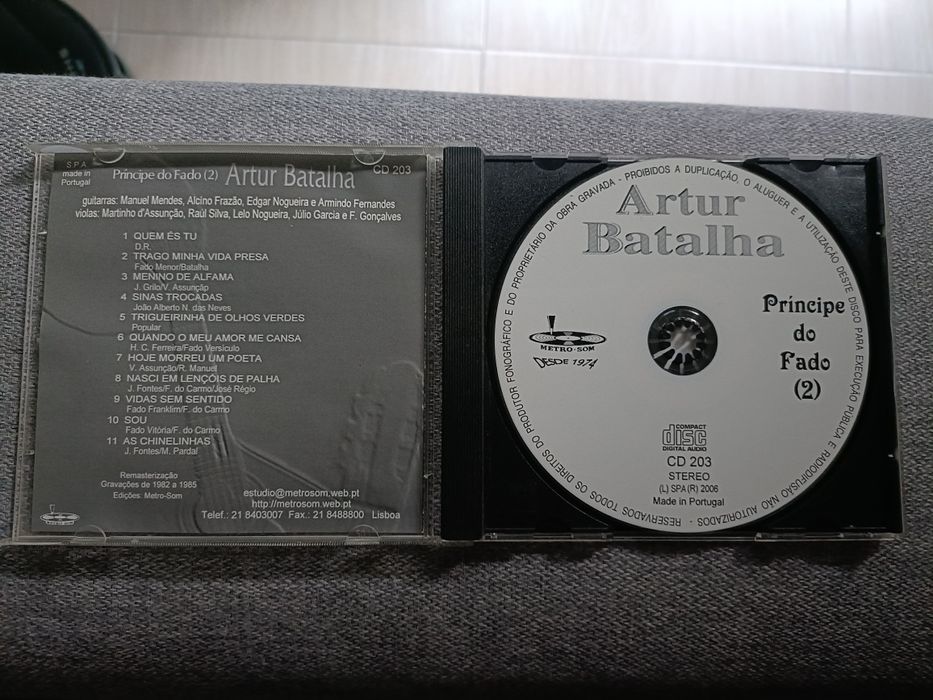 S P A
made in
Portugal
Príncipe do Fado (2) Artur Batalha
CD 203
guitarras: Manuel Mendes, Alcino Frazão, Edgar Nogueira e Armindo Fernandes
violas: Martinho d'Assunção, Raúl Silva, Lelo Nogueira, Júlio Garcia e F. Gonçalves
1 QUEM ÉS TU
D.R.
2 TRAGO MINHA VIDA PRESA
Fado Menor/Batalha
3 MENINO DE ALFAMA
J. Grilo/V. Assunção
4 SINAS TROCADAS
João Alberto N. das Neves
5 TRIGUEIRINHA DE OLHOS VERDES
Popular
6 QUANDO O MEU AMOR ME CANSA
H. C. Ferreira/Fado Versículo
7 HOJE MORREU UM POETA
V. Assunção/R. Manuel
8 NASCI EM LENÇÓIS DE PALHA
J. Fontes/F. do Carmo/José Régio
9 VIDAS SEM SENTIDO
Fado Franklim/F. do Carmo
10 SOU
Fado Vitória/F. do Carmo
11 AS CHINELINHAS
J. Fontes/M. Pardal
Remasterização
Gravações de 1982 a 1985
Edições: Metro-Som
estudio@metrosom.web.pt
http://metrosom.web.pt
Telef.: 21 8403007 Fax.: 21 8488800 Lisboa
TODOS OS DIREITOS DO PRODUTOR FONOGRÁFICO E DO PROPRIETÁRIO DA OBRA GRAVADA - PROIBIDOS A DUPLICAÇÃO, O ALUGUER E A UTILIZAÇÃO DESTE DISCO PARA EXECUÇÃO PÚBLICA E RADIODIFUSÃO NÃO AUTORIZADOS - RESERVADOS
Artur
Batalha
Príncipe
do
Fado
(2)
METRO-SOM
DESDE 1974
COMPACT
disc
DIGITAL AUDIO
CD 203
STEREO
(L) SPA (R) 2006
Made in Portugal